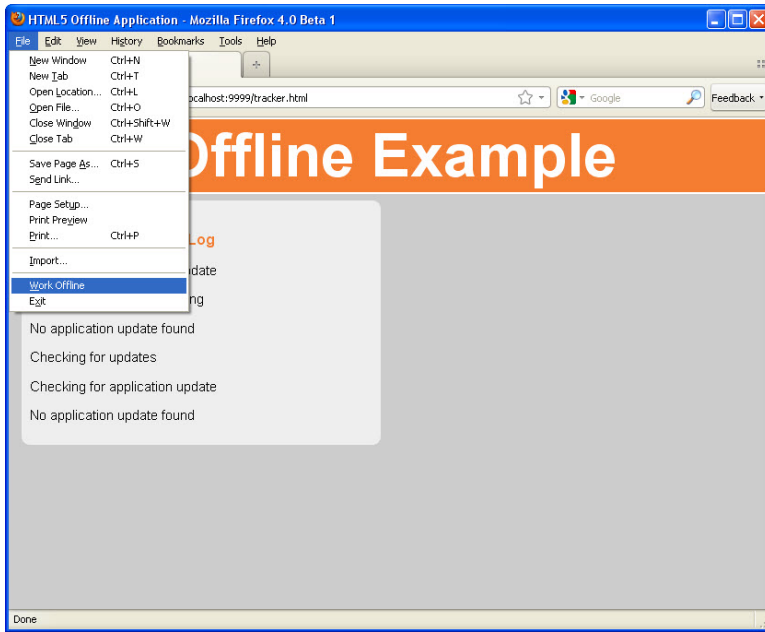 HTML5 Offline Application - Mozilla Firefox 4.0 Beta 1
File Edit View History Bookmarks Tools Help
New Window Ctrl+N
New Tab Ctrl+T
Open Location... Ctrl+L
Open File... Ctrl+O
Close Window Ctrl+Shift+W
Close Tab Ctrl+W
Save Page As... Ctrl+S
Send Link...
Page Setup...
Print Preview
Print... Ctrl+P
Import...
Work Offline
Exit
ocalhost:9999/tracker.html
Google
Feedback
Offline Example
Log
date
ng
No application update found
Checking for updates
Checking for application update
No application update found
Done